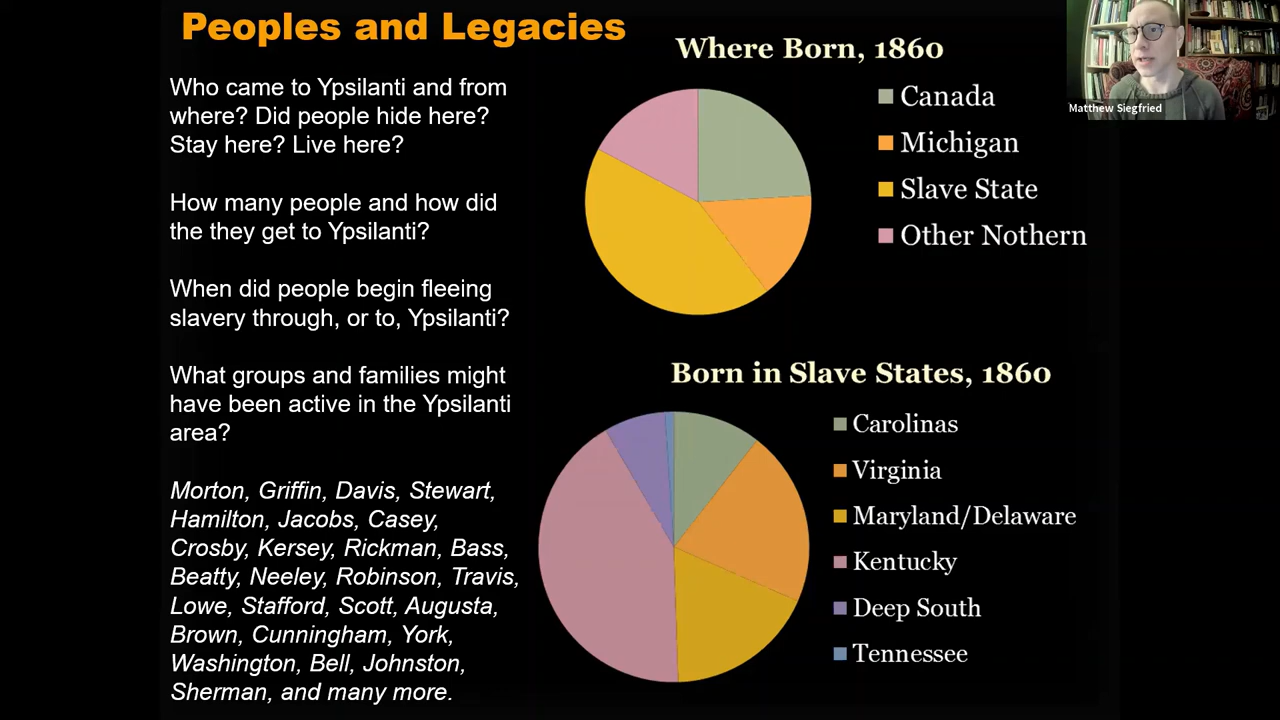 Peoples and Legacies
Who came to Ypsilanti and from
where? Did people hide here?
Stay here? Live here?
How many people and how did
the they get to Ypsilanti?
When did people begin fleeing
slavery through, or to, Ypsilanti?
What groups and families might
have been active in the Ypsilanti
area?
Morton, Griffin, Davis, Stewart,
Hamilton, Jacobs, Casey,
Crosby, Kersey, Rickman, Bass,
Beatty, Neeley, Robinson, Travis,
Lowe, Stafford, Scott, Augusta,
Brown, Cunningham, York,
Washington, Bell, Johnston,
Sherman, and many more.
Where Born, 1860
Canada
Michigan
Slave State
Other Nothern
Born in Slave States, 1860
Carolinas
Virginia
Maryland/Delaware
Kentucky
Deep South
Tennessee
Matthew Siegfried